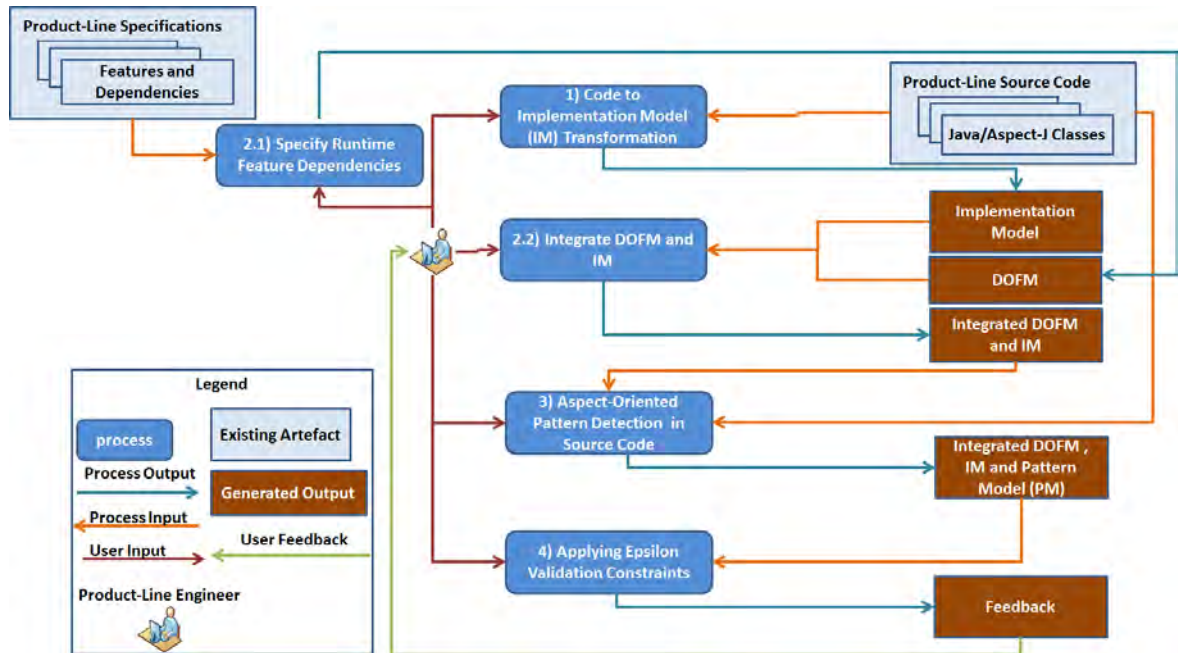 Product-Line Specifications
Features and
Dependencies
2.1) Specify Runtime
Feature Dependencies
1) Code to
Implementation Model
(IM) Transformation
Product-Line Source Code
Java/Aspect-J Classes
Implementation
Model
2.2) Integrate DOFM and
IM
DOFM
Integrated DOFM
and IM
3) Aspect-Oriented
Pattern Detection in
Source Code
Integrated DOFM ,
IM and Pattern
Model (PM)
4) Applying Epsilon
Validation Constraints
Feedback
Legend
process
Existing Artefact
Process Output
Generated Output
Process Input
User Input
User Feedback
Product-Line Engineer